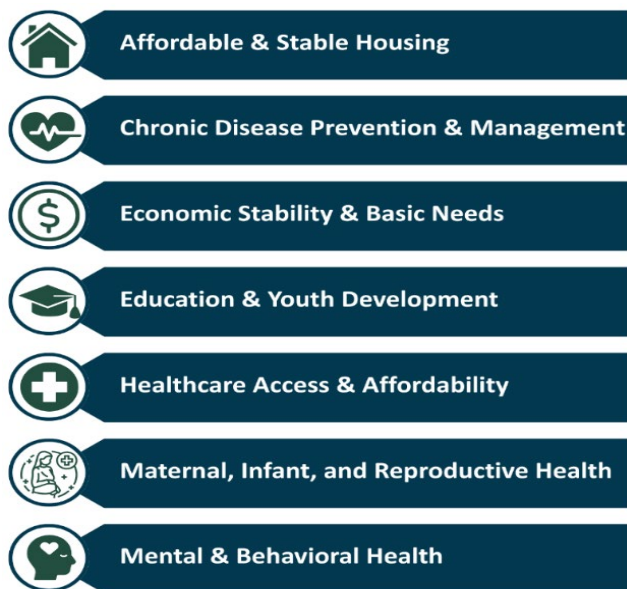 Affordable & Stable Housing
Chronic Disease Prevention & Management
$
Economic Stability & Basic Needs
Education & Youth Development
Healthcare Access & Affordability
Maternal, Infant, and Reproductive Health
Mental & Behavioral Health